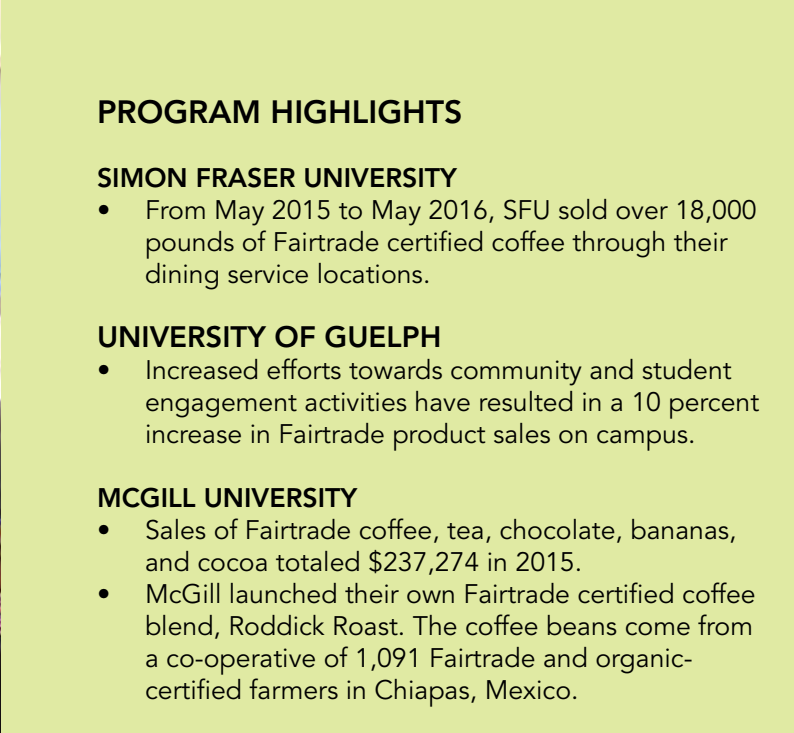 PROGRAM HIGHLIGHTS
SIMON FRASER UNIVERSITY
• From May 2015 to May 2016, SFU sold over 18,000
pounds of Fairtrade certified coffee through their
dining service locations.
UNIVERSITY OF GUELPH
• Increased efforts towards community and student
engagement activities have resulted in a 10 percent
increase in Fairtrade product sales on campus.
MCGILL UNIVERSITY
• Sales of Fairtrade coffee, tea, chocolate, bananas,
and cocoa totaled $237,274 in 2015.
• McGill launched their own Fairtrade certified coffee
blend, Roddick Roast. The coffee beans come from
a co-operative of 1,091 Fairtrade and organic-
certified farmers in Chiapas, Mexico.